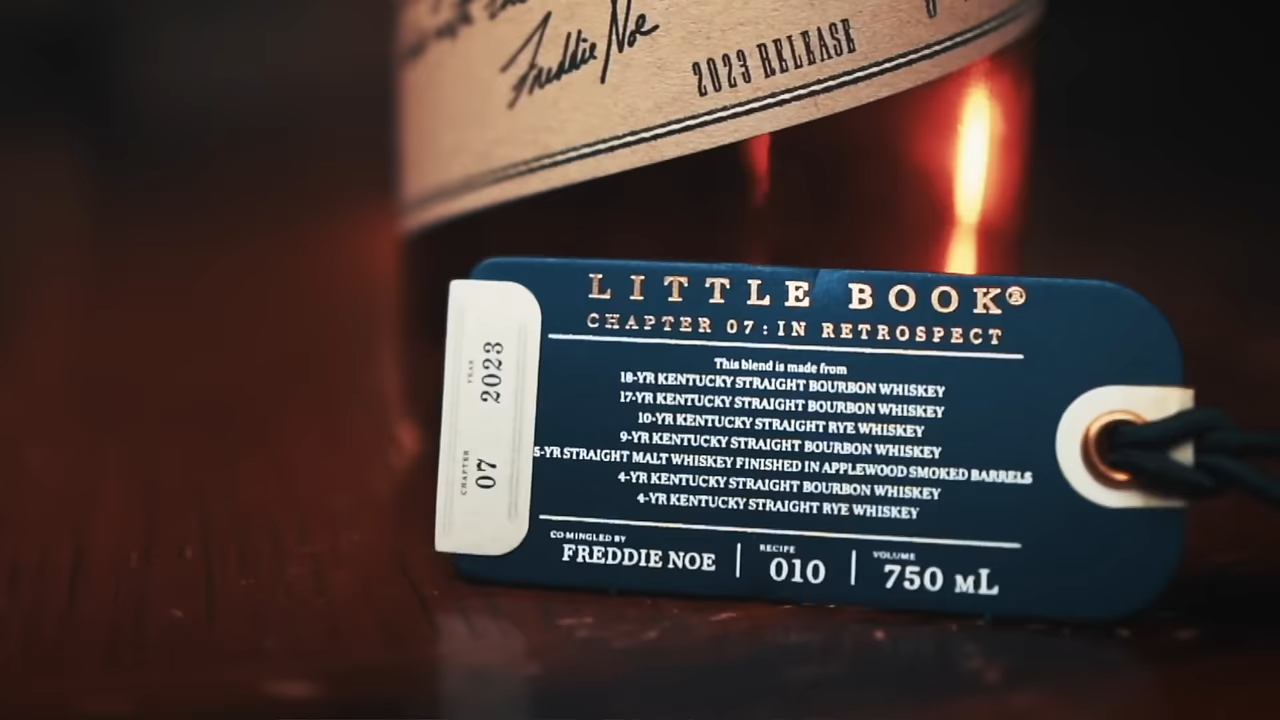 Freddie Noe
2023 RELEASE
LITTLE BOOK®
CHAPTER 07: IN RETROSPECT
This blend is made from
18-YR KENTUCKY STRAIGHT BOURBON WHISKEY
17-YR KENTUCKY STRAIGHT BOURBON WHISKEY
10-YR KENTUCKY STRAIGHT RYE WHISKEY
9-YR KENTUCKY STRAIGHT BOURBON WHISKEY
5-YR STRAIGHT MALT WHISKEY FINISHED IN APPLEWOOD SMOKED BARRELS
4-YR KENTUCKY STRAIGHT BOURBON WHISKEY
4-YR KENTUCKY STRAIGHT RYE WHISKEY
CO-MINGLED BY
FREDDIE NOE
RECIPE
010
VOLUME
750 mL
CHAPTER
07
YEAR
2023